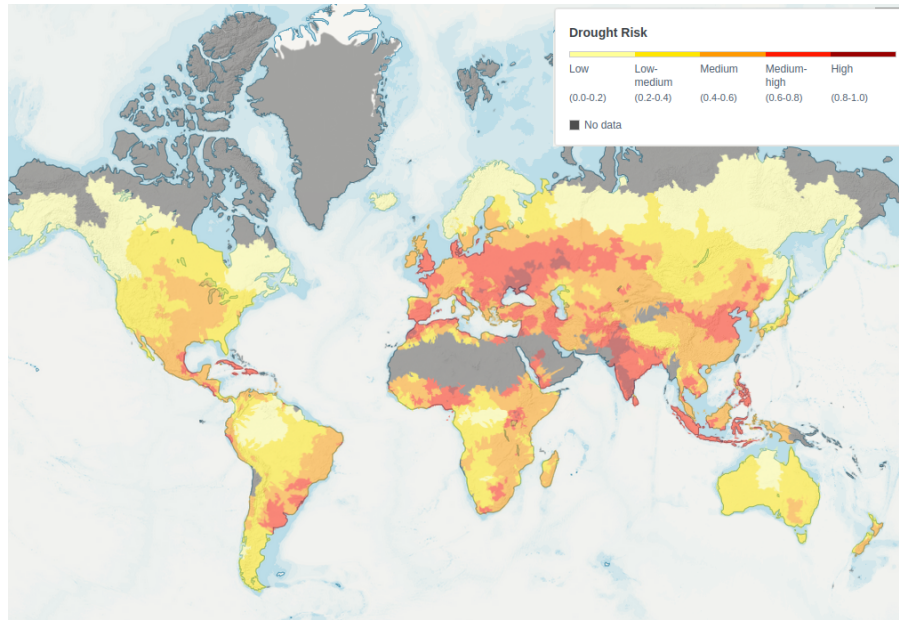 Drought Risk
Low
Low-
medium
Medium
Medium-
high
High
(0.0-0.2)
(0.2-0.4)
(0.4-0.6)
(0.6-0.8)
(0.8-1.0)
No data